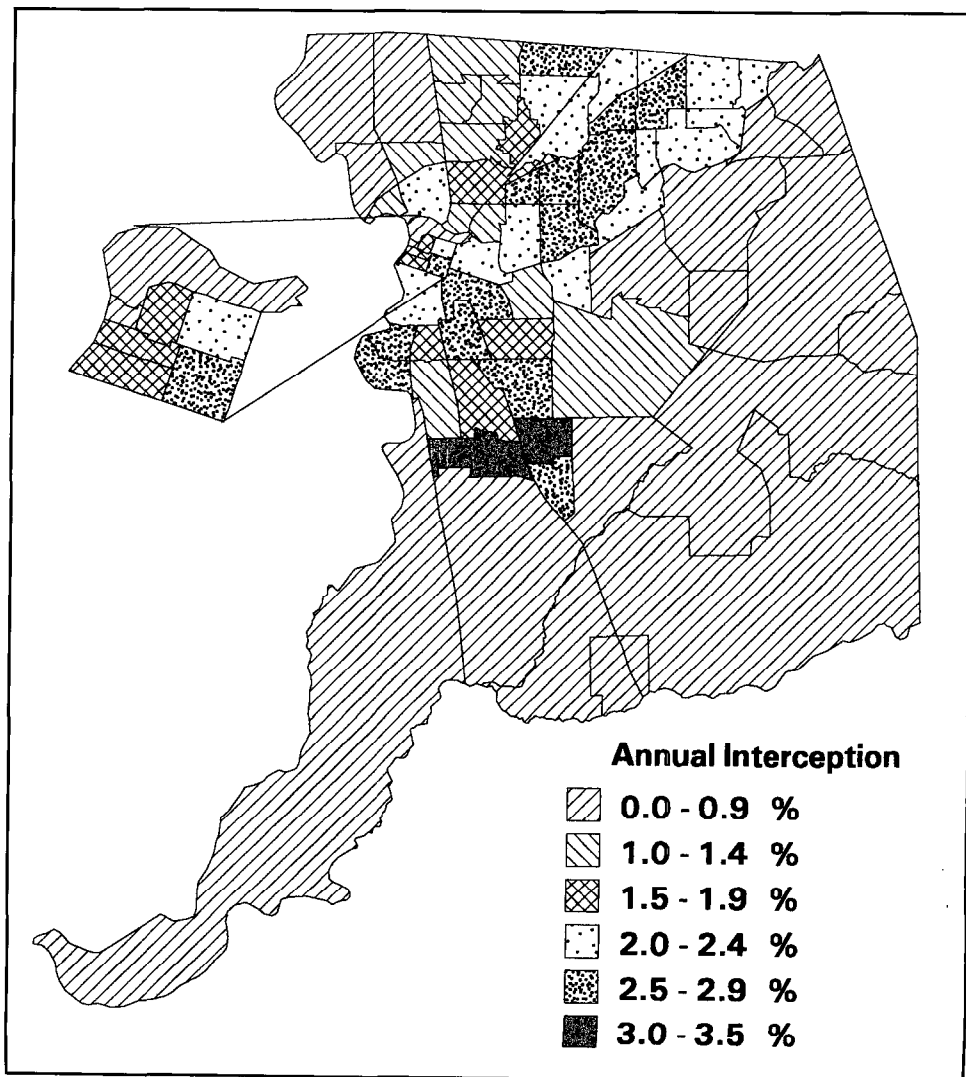 Annual Interception
0.0 - 0.9 %
1.0 - 1.4 %
1.5 - 1.9 %
2.0 - 2.4 %
2.5 - 2.9 %
3.0 - 3.5 %